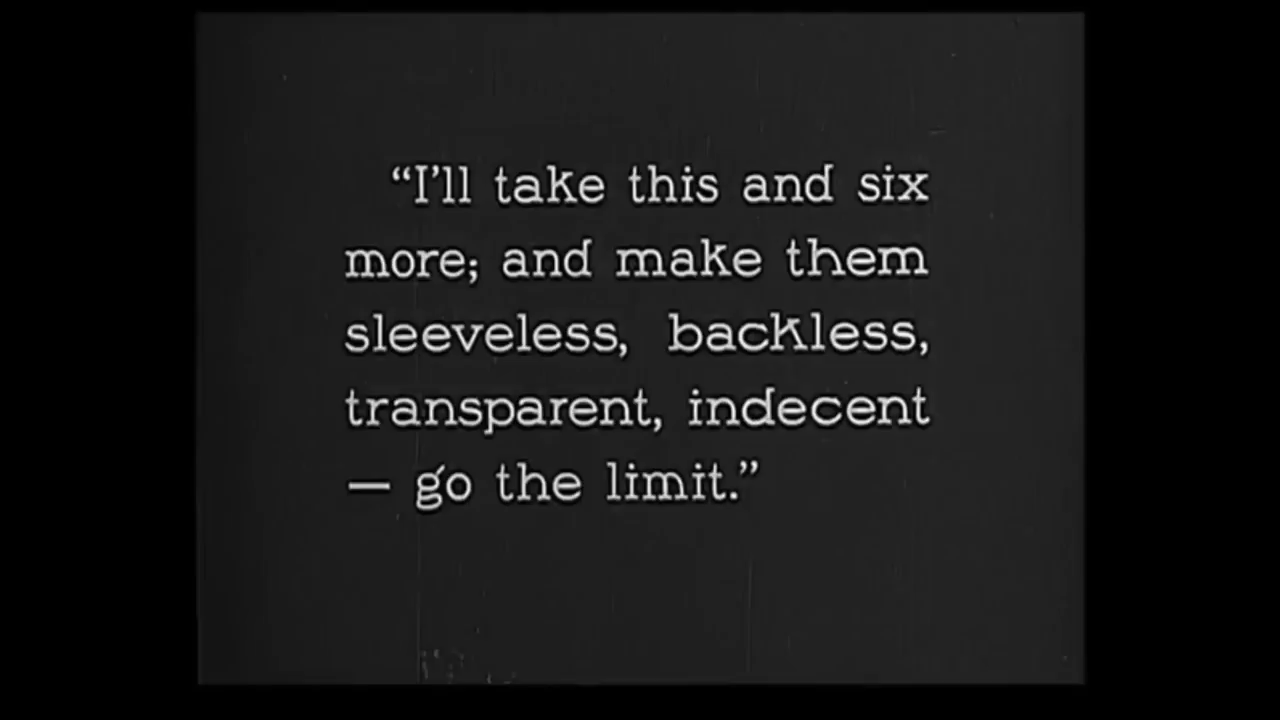 “I’ll take this and six
more; and make them
sleeveless, backless,
transparent, indecent
— go the limit.”